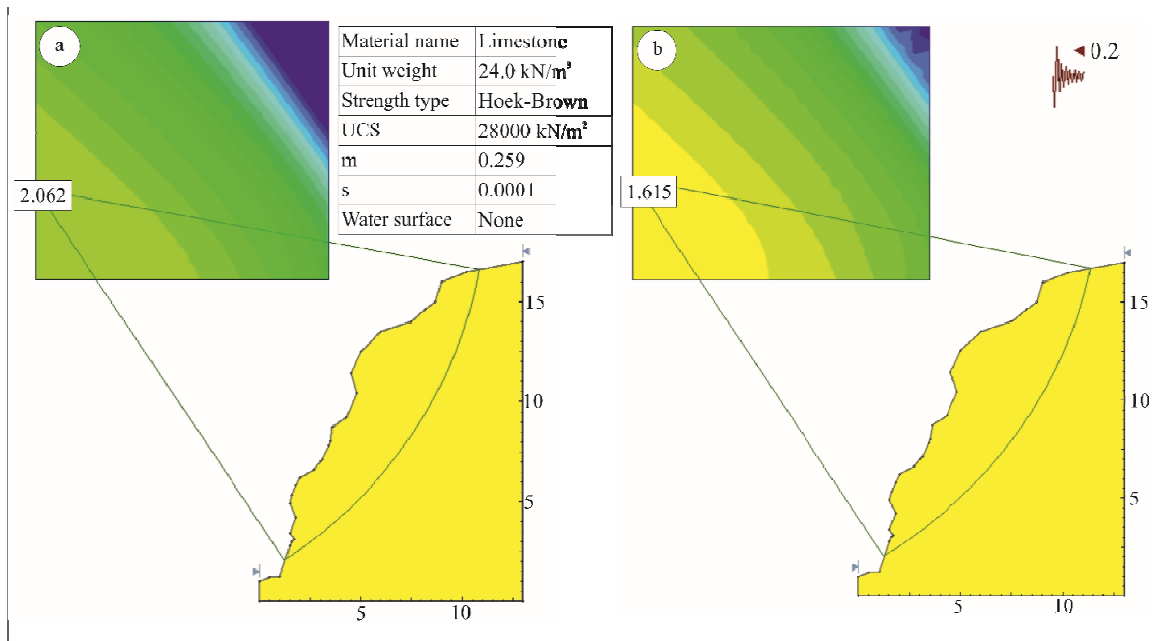 a
Material name Limestone
Unit weight 24.0 kN/m³
Strength type Hoek-Brown
UCS 28000 kN/m²
m 0.259
s 0.0001
Water surface None
2.062
15
10
5
5 10
b
0.2
1.615
15
10
5
5 10